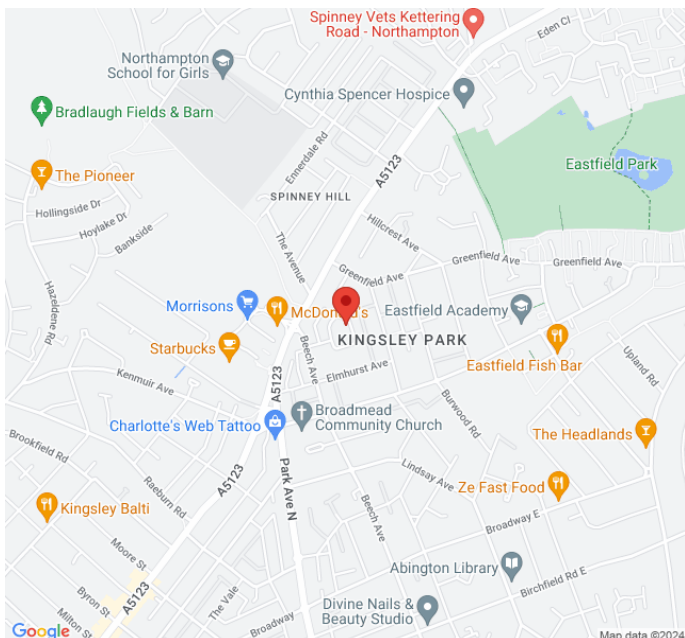 Spinney Vets Kettering
Road - Northampton
Eden Cl
Northampton
School for Girls
Cynthia Spencer Hospice
Bradlaugh Fields & Barn
Ennerdale Rd
A5123
Eastfield Park
The Pioneer
SPINNEY HILL
Hollingside Dr
Hoylake Dr
Bankside
Hillcrest Ave
The Avenue
Greenfield Ave
Greenfield Ave
Greenfield Ave
Hazeldene Rd
Morrisons
McDonald's
Eastfield Academy
Starbucks
KINGSLEY PARK
Beech Ave
Elmhurst Ave
Eastfield Fish Bar
Upland Rd
A5123
Kenmuir Ave
Charlotte's Web Tattoo
Broadmead
Community Church
Burwood Rd
The Headlands
Brookfield Rd
Raeburn Rd
A5123
Park Ave N
Lindsay Ave
Ze Fast Food
Kingsley Balti
Beech Ave
Broadway E
Moore St
Abington Library
Byron St
The Vale
Birchfield Rd E
A5123
Milton St
Broadway
Divine Nails &
Beauty Studio
Google
Map data ©2024